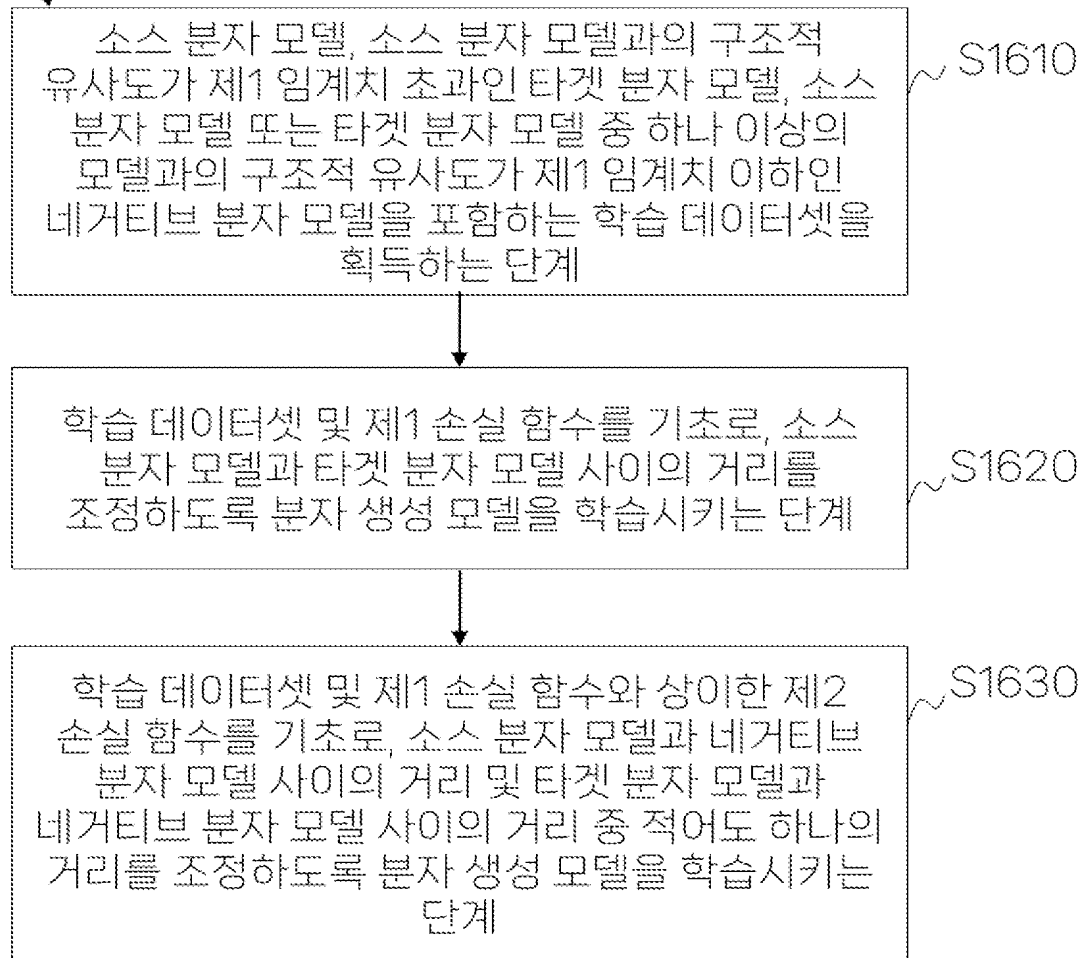 소스 분자 모델, 소스 분자 모델과의 구조적
유사도가 제1 임계치 초과인 타겟 분자 모델, 소스
분자 모델 또는 타겟 분자 모델 중 하나 이상의
모델과의 구조적 유사도가 제1 임계치 이하인
네거티브 분자 모델을 포함하는 학습 데이터셋을
획득하는 단계
S1610
학습 데이터셋 및 제1 손실 함수를 기초로, 소스
분자 모델과 타겟 분자 모델 사이의 거리를
조정하도록 분자 생성 모델을 학습시키는 단계
S1620
학습 데이터셋 및 제1 손실 함수와 상이한 제2
손실 함수를 기초로, 소스 분자 모델과 네거티브
분자 모델 사이의 거리 및 타겟 분자 모델과
네거티브 분자 모델 사이의 거리 중 적어도 하나의
거리를 조정하도록 분자 생성 모델을 학습시키는
단계
S1630